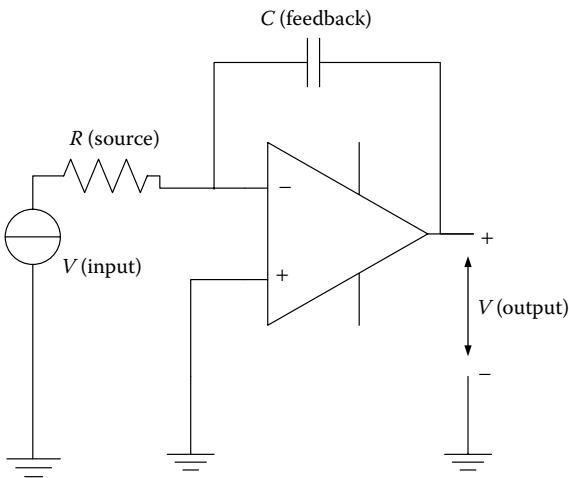 C (feedback)
R (source)
−
V (input)
+
+
V (output)
−